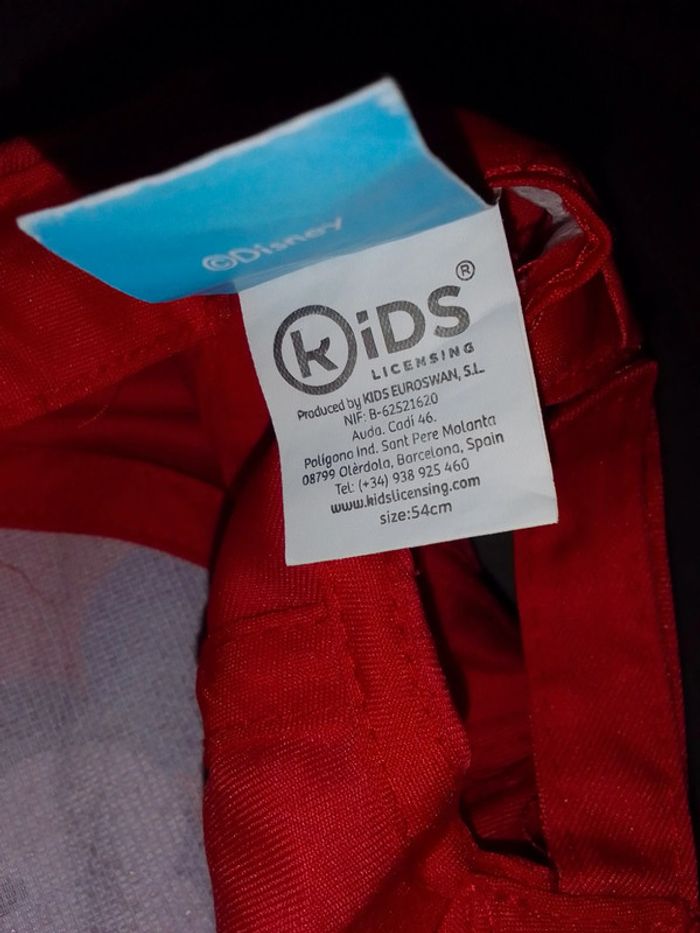 ©Disney
KiDS®
LICENSING
Produced by KIDS EUROSWAN, S.L.
NIF: B-62521620
Auda. Cadí 46.
Polígono Ind. Sant Pere Molanta
08799 Olèrdola, Barcelona, Spain
Tel: (+34) 938 925 460
www.kidslicensing.com
size:54cm